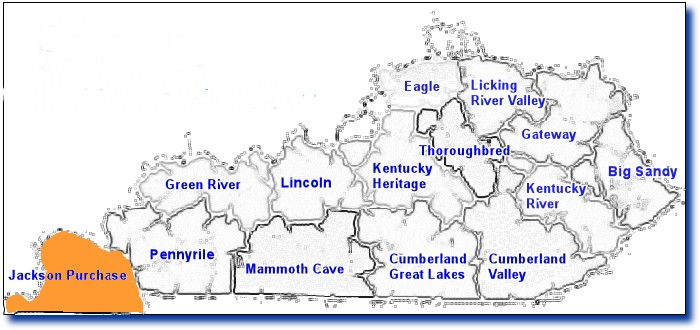 Eagle
Licking
River Valley
Gateway
Thoroughbred
Big Sandy
Kentucky
Heritage
Green River
Lincoln
Kentucky
River
Pennyrile
Mammoth Cave
Cumberland
Great Lakes
Cumberland
Valley
Jackson Purchase